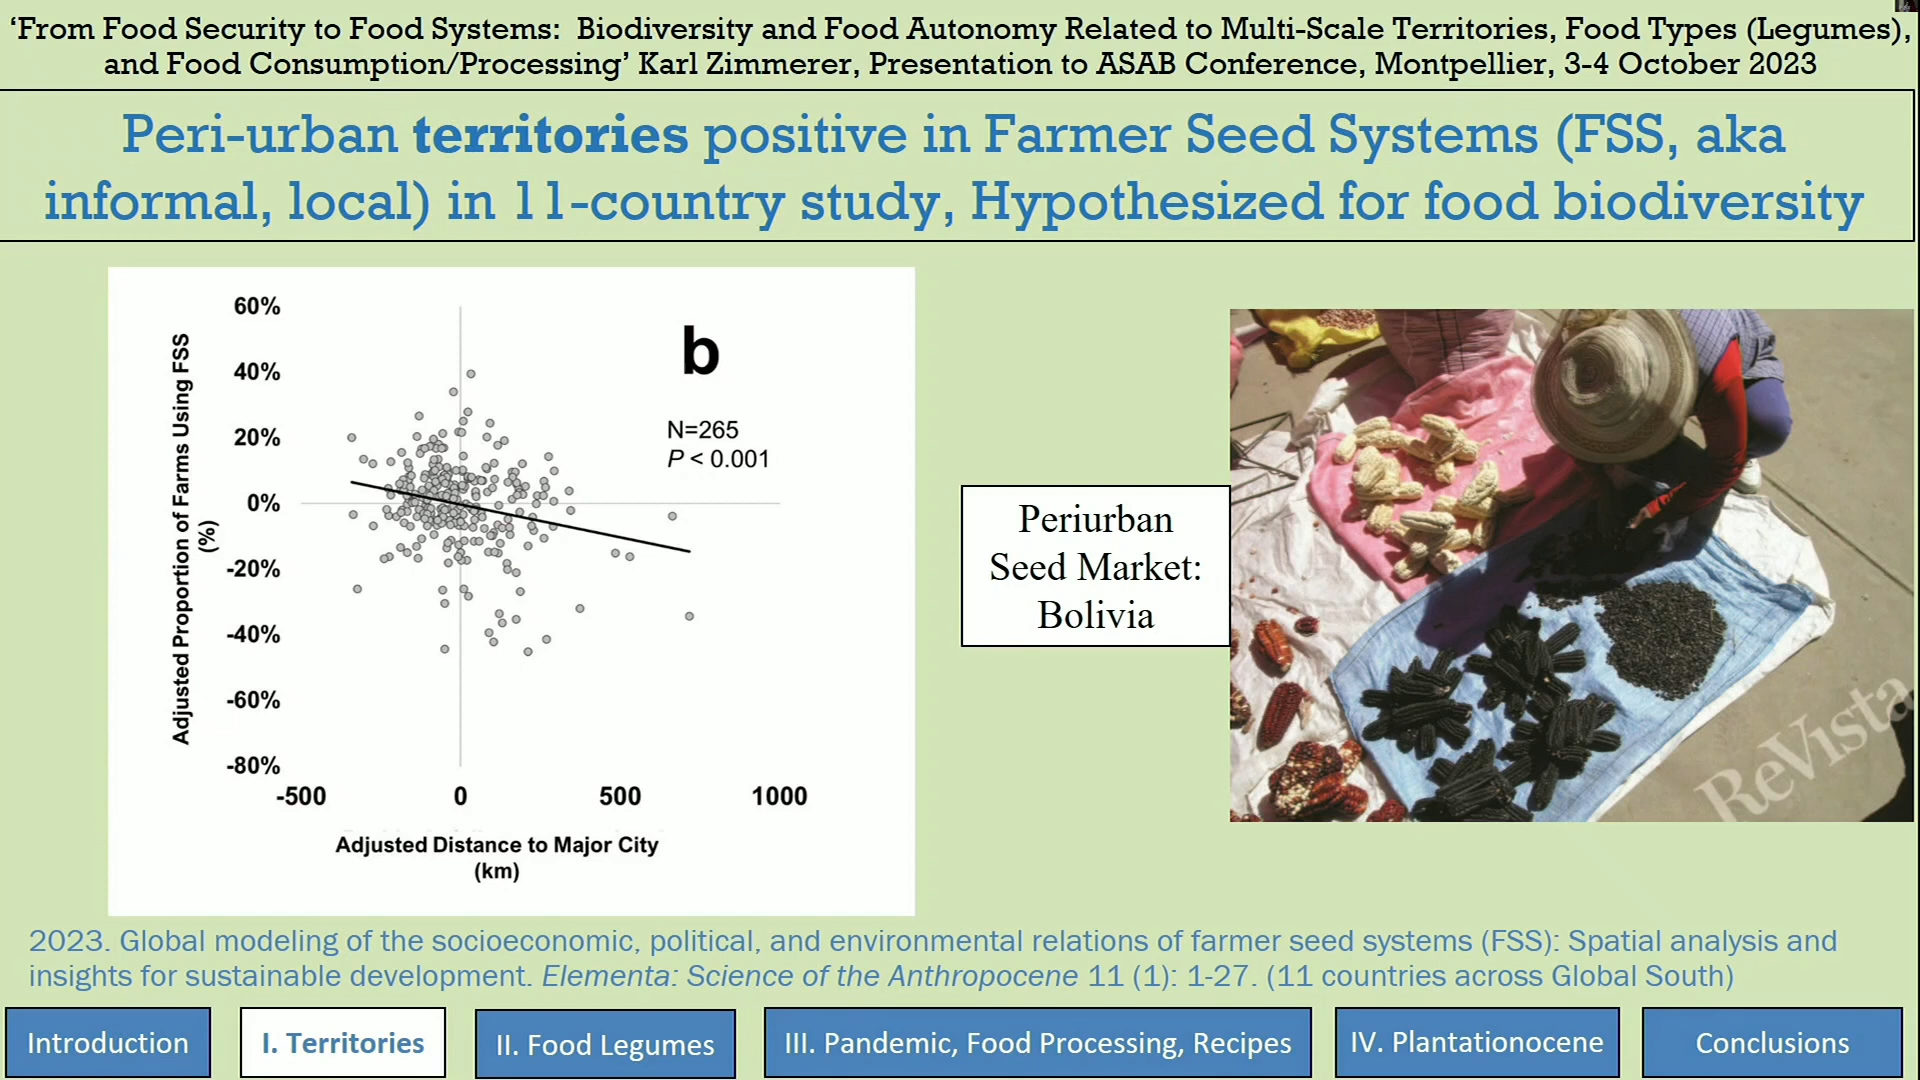 ‘From Food Security to Food Systems:  Biodiversity and Food Autonomy Related to Multi-Scale Territories, Food Types (Legumes),
and Food Consumption/Processing’ Karl Zimmerer, Presentation to ASAB Conference, Montpellier, 3-4 October 2023
Peri-urban territories positive in Farmer Seed Systems (FSS, aka
informal, local) in 11-country study, Hypothesized for food biodiversity
Adjusted Proportion of Farms Using FSS
(%)
60%
40%
20%
0%
-20%
-40%
-60%
-80%
b
N=265
P < 0.001
-500 0 500 1000
Adjusted Distance to Major City
(km)
Periurban
Seed Market:
Bolivia
ReVista
2023. Global modeling of the socioeconomic, political, and environmental relations of farmer seed systems (FSS): Spatial analysis and
insights for sustainable development. Elementa: Science of the Anthropocene 11 (1): 1-27. (11 countries across Global South)
Introduction
I. Territories
II. Food Legumes
III. Pandemic, Food Processing, Recipes
IV. Plantationocene
Conclusions